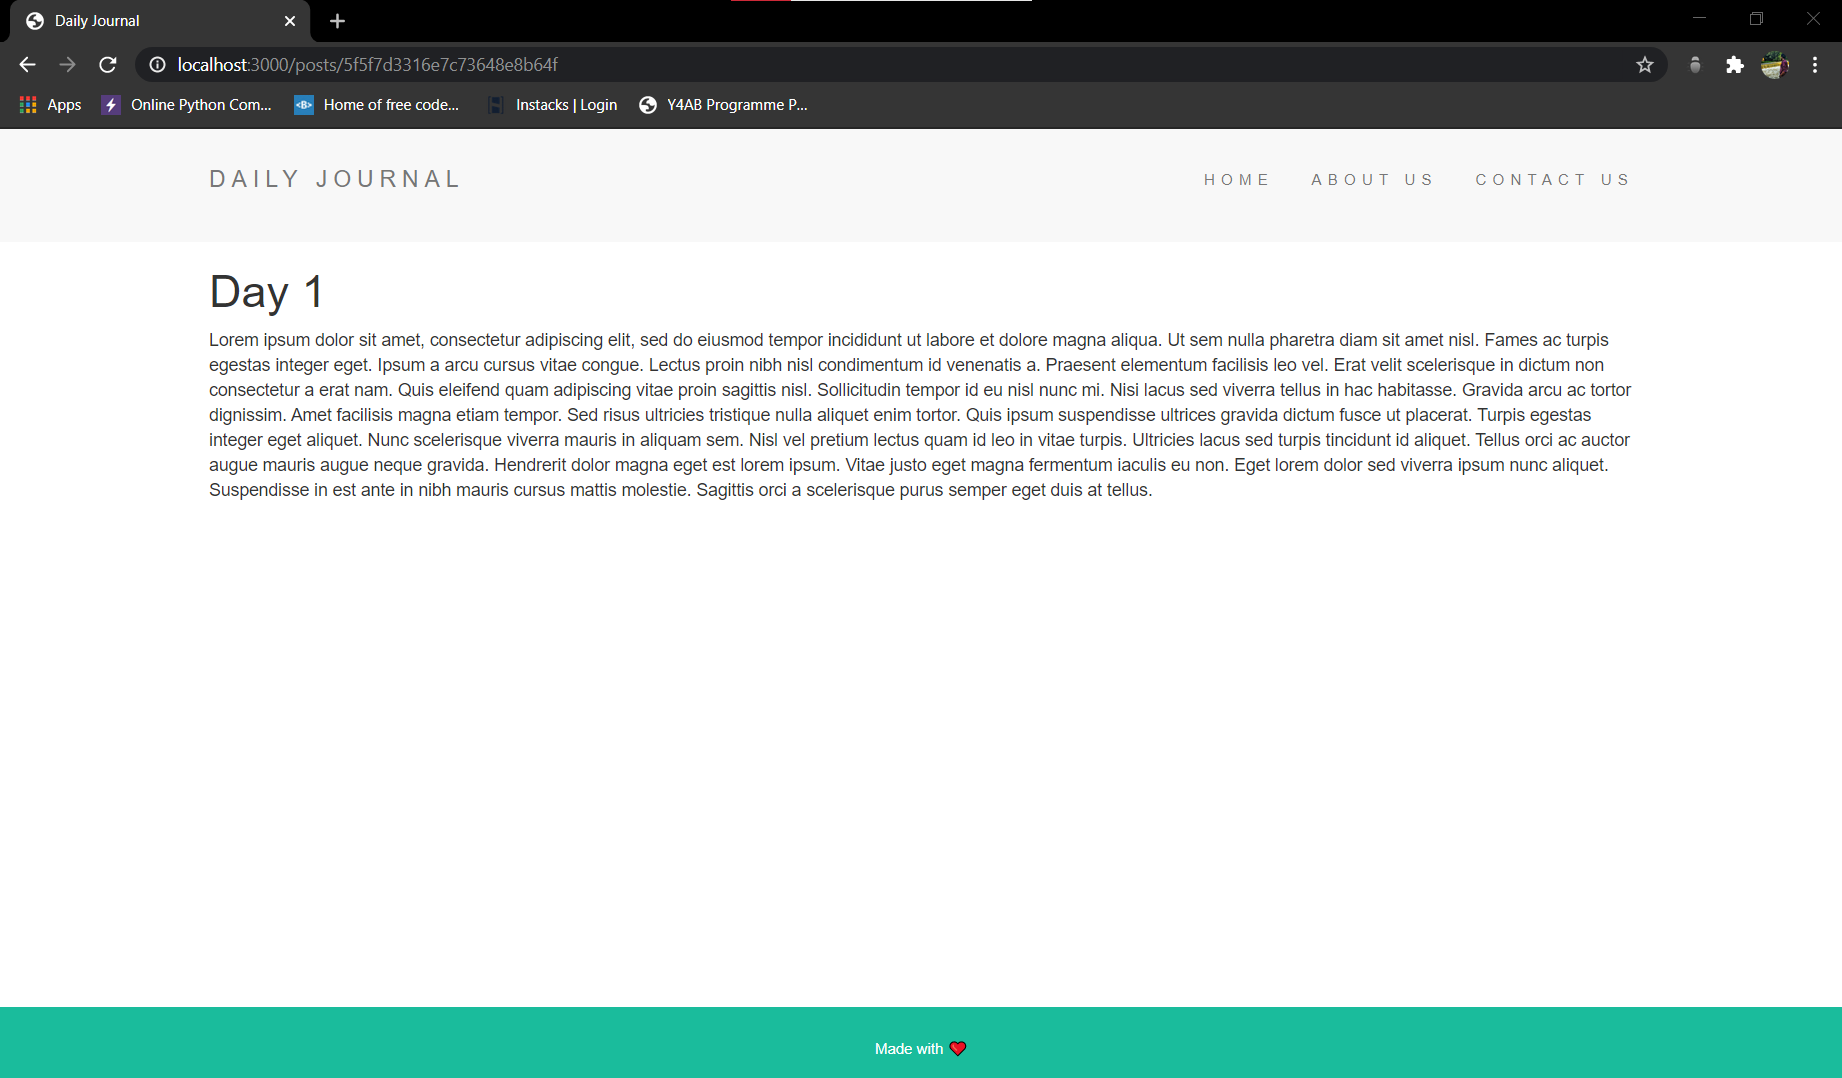 Daily Journal
localhost:3000/posts/5f5f7d3316e7c73648e8b64f
Apps Online Python Com... Home of free code... Instacks | Login Y4AB Programme P...
DAILY JOURNAL HOME ABOUT US CONTACT US
Day 1
Lorem ipsum dolor sit amet, consectetur adipiscing elit, sed do eiusmod tempor incididunt ut labore et dolore magna aliqua. Ut sem nulla pharetra diam sit amet nisl. Fames ac turpis
egestas integer eget. Ipsum a arcu cursus vitae congue. Lectus proin nibh nisl condimentum id venenatis a. Praesent elementum facilisis leo vel. Erat velit scelerisque in dictum non
consectetur a erat nam. Quis eleifend quam adipiscing vitae proin sagittis nisl. Sollicitudin tempor id eu nisl nunc mi. Nisi lacus sed viverra tellus in hac habitasse. Gravida arcu ac tortor
dignissim. Amet facilisis magna etiam tempor. Sed risus ultricies tristique nulla aliquet enim tortor. Quis ipsum suspendisse ultrices gravida dictum fusce ut placerat. Turpis egestas
integer eget aliquet. Nunc scelerisque viverra mauris in aliquam sem. Nisl vel pretium lectus quam id leo in vitae turpis. Ultricies lacus sed turpis tincidunt id aliquet. Tellus orci ac auctor
augue mauris augue neque gravida. Hendrerit dolor magna eget est lorem ipsum. Vitae justo eget magna fermentum iaculis eu non. Eget lorem dolor sed viverra ipsum nunc aliquet.
Suspendisse in est ante in nibh mauris cursus mattis molestie. Sagittis orci a scelerisque purus semper eget duis at tellus.
Made with ❤️